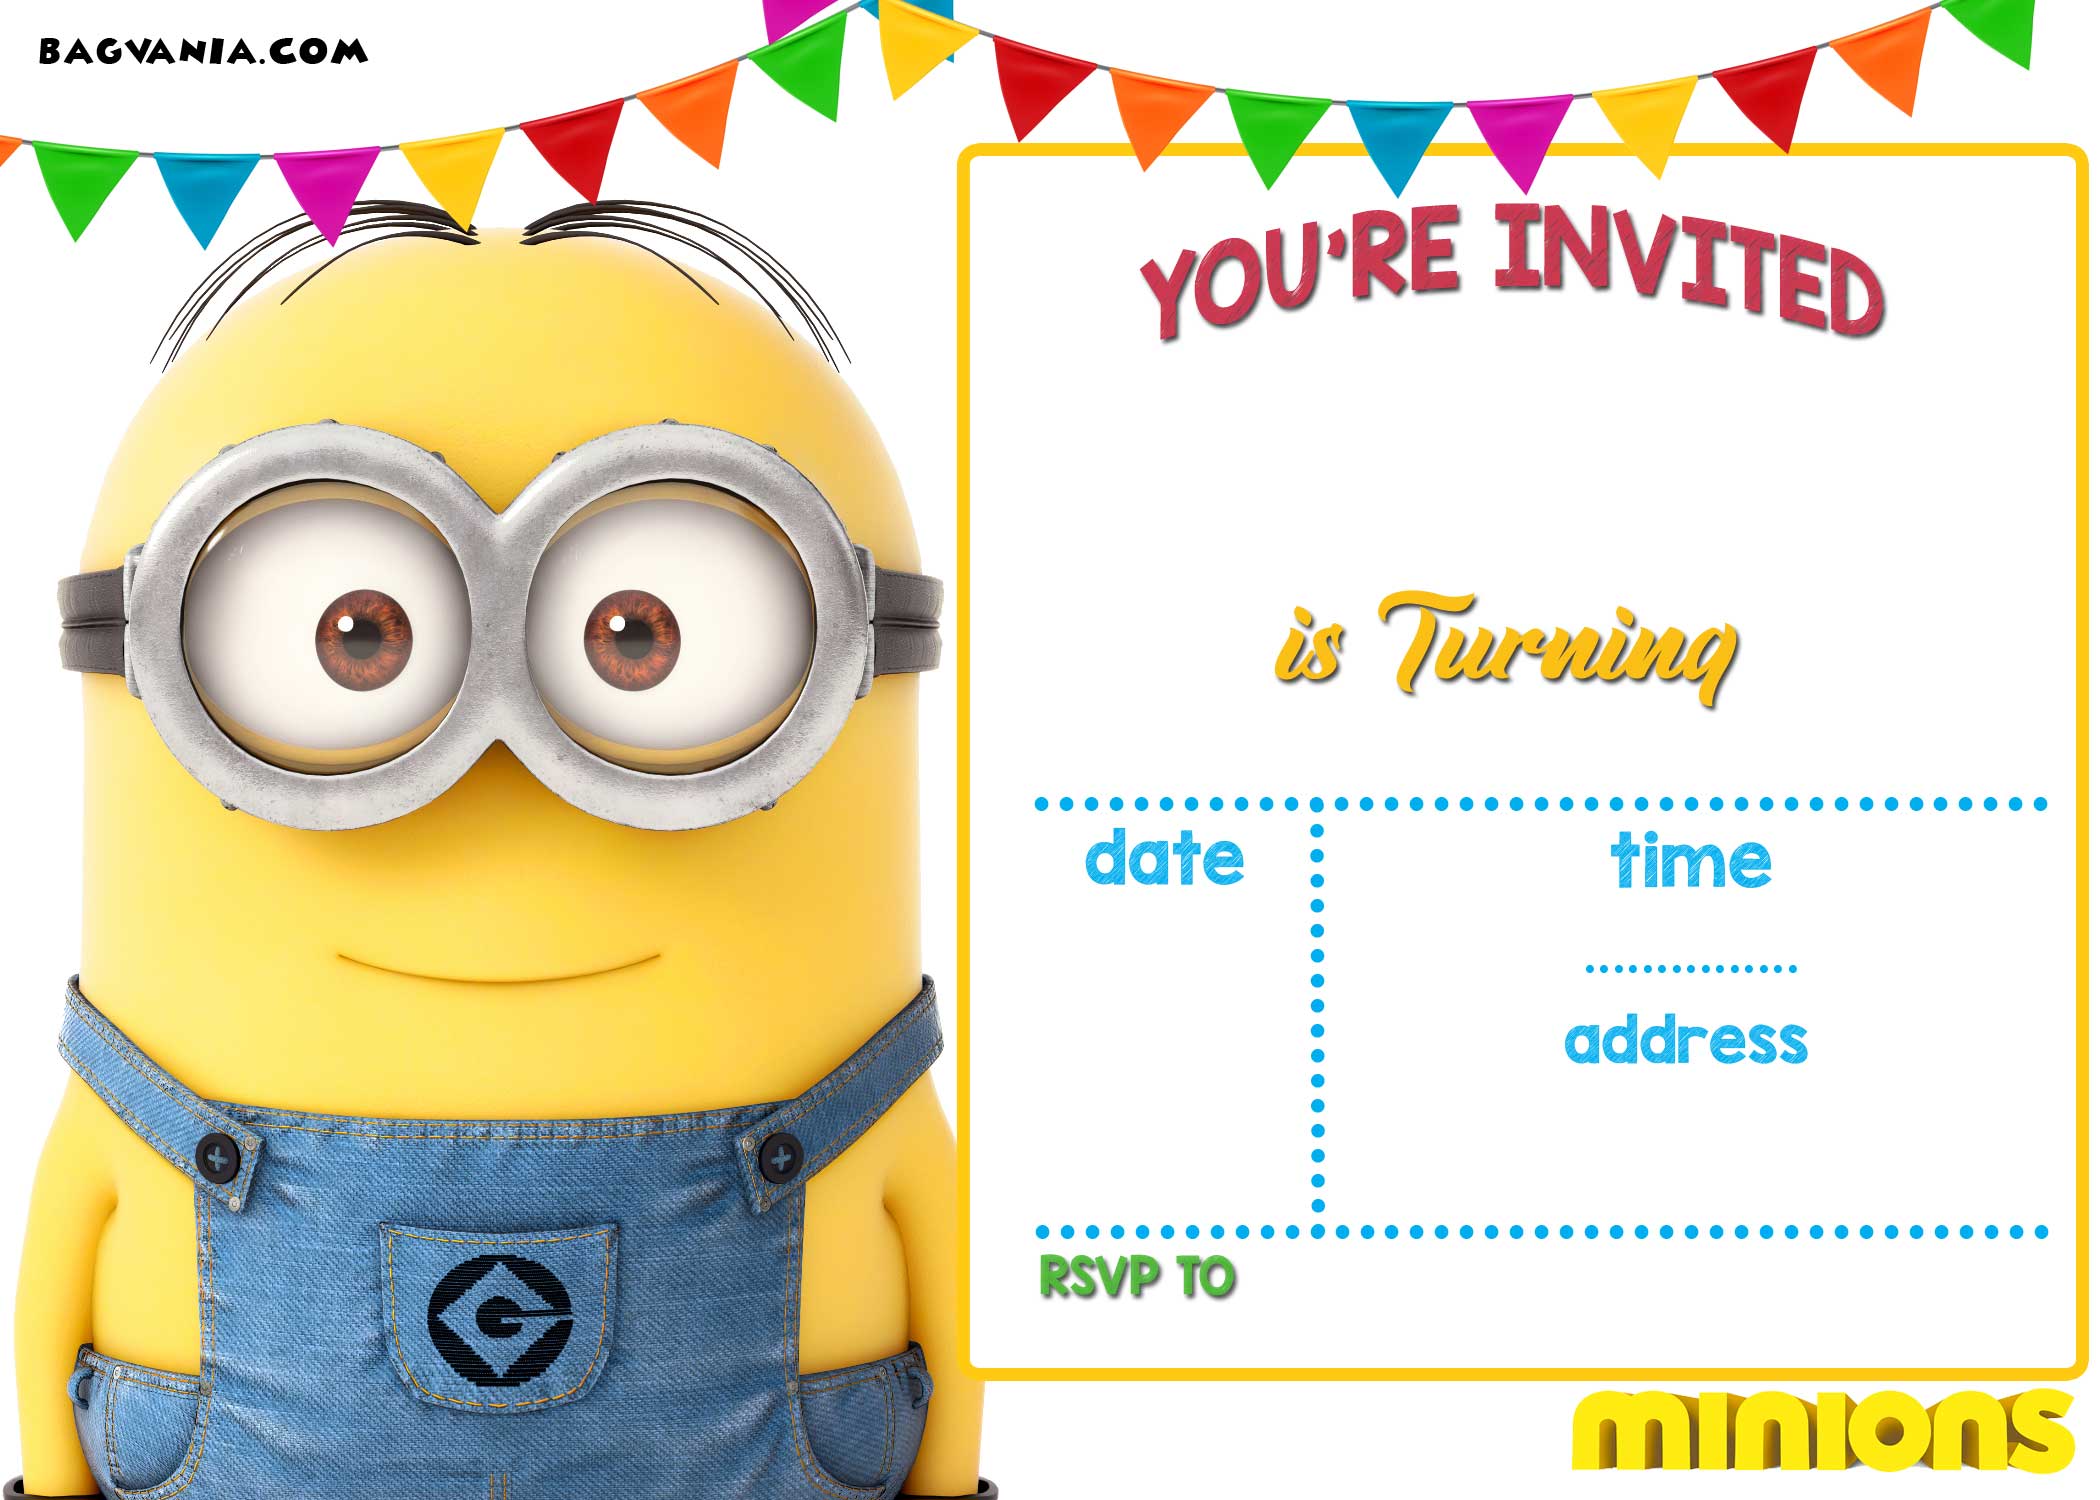 BAGVANIA.COM
YOU'RE INVITED
is Turning
date
time
address
RSVP TO
MINIONS